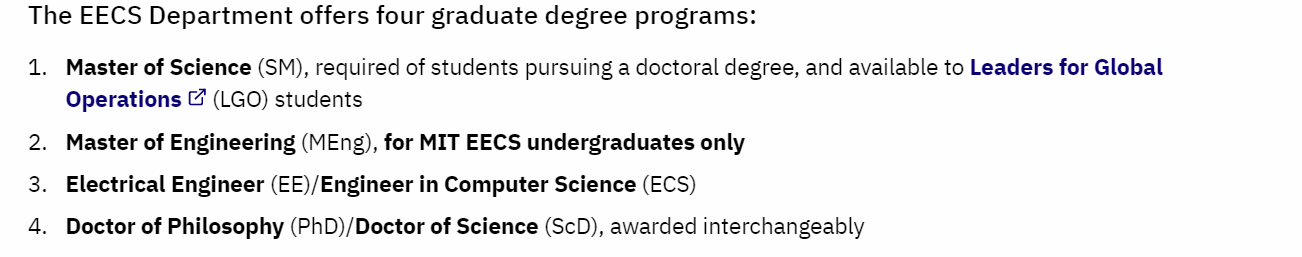 The EECS Department offers four graduate degree programs:
1. Master of Science (SM), required of students pursuing a doctoral degree, and available to Leaders for Global
Operations (LGO) students
2. Master of Engineering (MEng), for MIT EECS undergraduates only
3. Electrical Engineer (EE)/Engineer in Computer Science (ECS)
4. Doctor of Philosophy (PhD)/Doctor of Science (ScD), awarded interchangeably